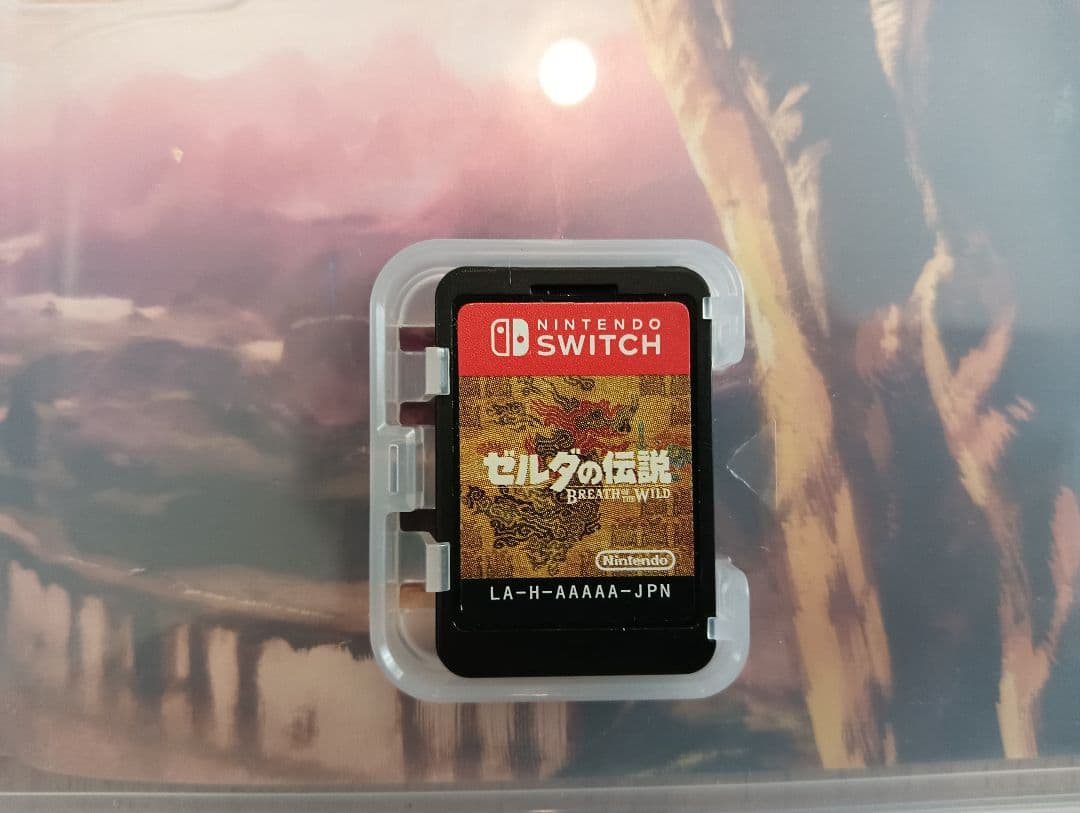 NINTENDO
SWITCH
ゼルダの伝説
BREATH OF THE WILD
Nintendo
LA-H-AAAAA-JPN